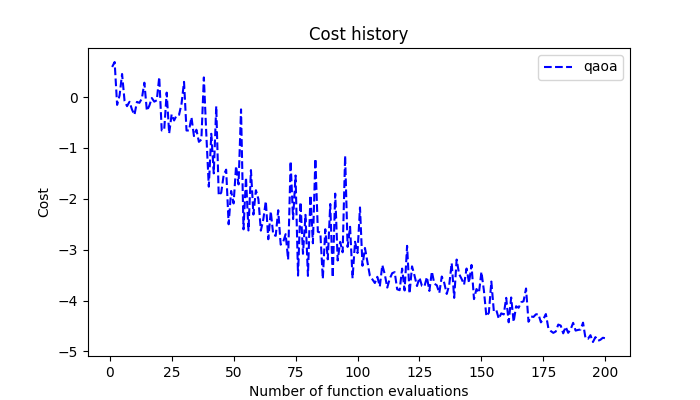 Cost history
qaoa
0
−1
−2
−3
−4
−5
Cost
0 25 50 75 100 125 150 175 200
Number of function evaluations